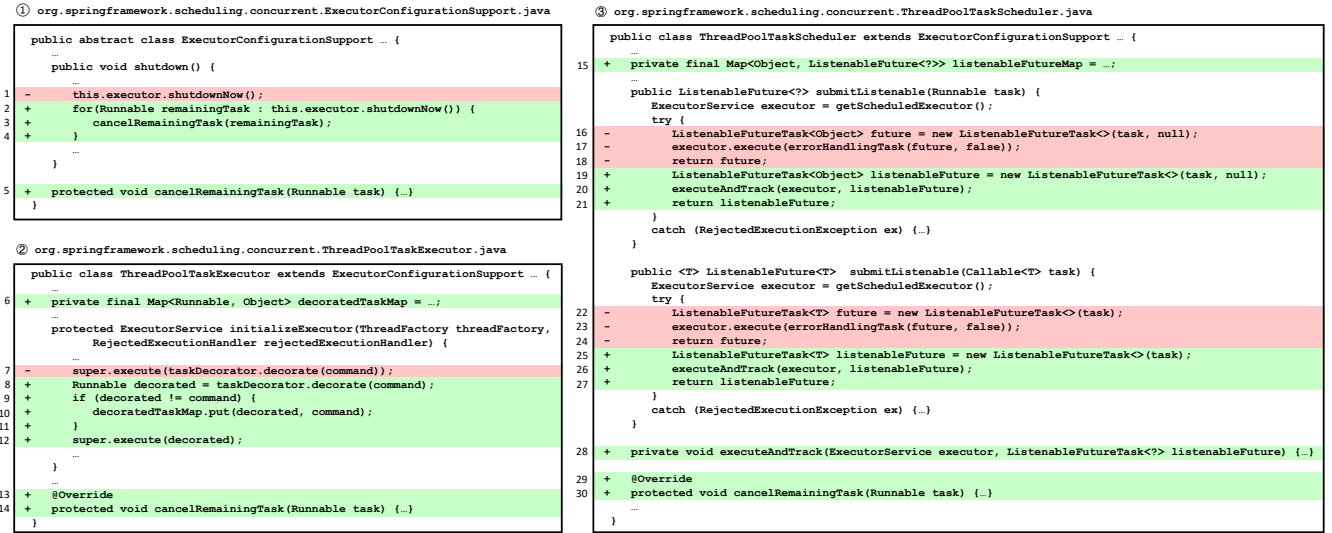 ① org.springframework.scheduling.concurrent.ExecutorConfigurationSupport.java
public abstract class ExecutorConfigurationSupport … {
…
public void shutdown() {
…
1 - this.executor.shutdownNow();
2 + for(Runnable remainingTask : this.executor.shutdownNow()) {
3 + cancelRemainingTask(remainingTask);
4 + }
…
}
5 + protected void cancelRemainingTask(Runnable task) {…}
}
② org.springframework.scheduling.concurrent.ThreadPoolTaskExecutor.java
public class ThreadPoolTaskExecutor extends ExecutorConfigurationSupport … {
…
6 + private final Map<Runnable, Object> decoratedTaskMap = …;
…
protected ExecutorService initializeExecutor(ThreadFactory threadFactory,
RejectedExecutionHandler rejectedExecutionHandler) {
…
7 - super.execute(taskDecorator.decorate(command));
8 + Runnable decorated = taskDecorator.decorate(command);
9 + if (decorated != command) {
10 + decoratedTaskMap.put(decorated, command);
11 + }
12 + super.execute(decorated);
…
}
…
13 + @Override
14 + protected void cancelRemainingTask(Runnable task) {…}
}
③ org.springframework.scheduling.concurrent.ThreadPoolTaskScheduler.java
public class ThreadPoolTaskScheduler extends ExecutorConfigurationSupport … {
…
15 + private final Map<Object, ListenableFuture<?>> listenableFutureMap = …;
…
public ListenableFuture<?> submitListenable(Runnable task) {
ExecutorService executor = getScheduledExecutor();
try {
16 - ListenableFutureTask<Object> future = new ListenableFutureTask<>(task, null);
17 - executor.execute(errorHandlingTask(future, false));
18 - return future;
19 + ListenableFutureTask<Object> listenableFuture = new ListenableFutureTask<>(task, null);
20 + executeAndTrack(executor, listenableFuture);
21 + return listenableFuture;
}
catch (RejectedExecutionException ex) {…}
}
public <T> ListenableFuture<T> submitListenable(Callable<T> task) {
ExecutorService executor = getScheduledExecutor();
try {
22 - ListenableFutureTask<T> future = new ListenableFutureTask<>(task);
23 - executor.execute(errorHandlingTask(future, false));
24 - return future;
25 + ListenableFutureTask<T> listenableFuture = new ListenableFutureTask<>(task);
26 + executeAndTrack(executor, listenableFuture);
27 + return listenableFuture;
}
catch (RejectedExecutionException ex) {…}
}
28 + private void executeAndTrack(ExecutorService executor, ListenableFutureTask<?> listenableFuture) {…}
29 + @Override
30 + protected void cancelRemainingTask(Runnable task) {…}
…
}